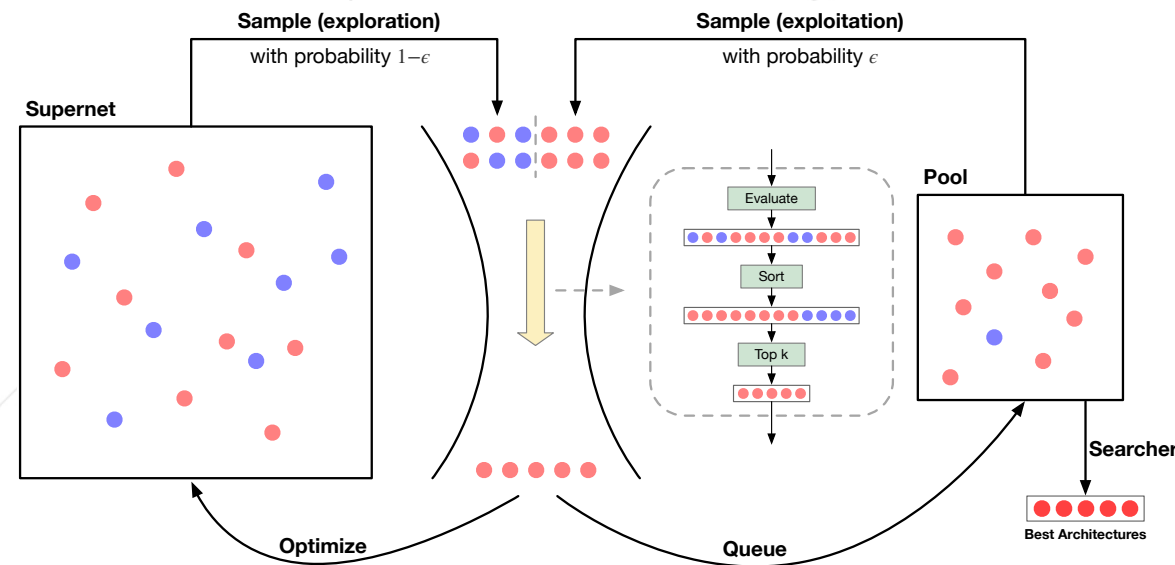 Sample (exploration)
with probability 1−ϵ
Sample (exploitation)
with probability ϵ
Supernet
Pool
Evaluate
Sort
Top k
Searcher
Best Architectures
Optimize
Queue